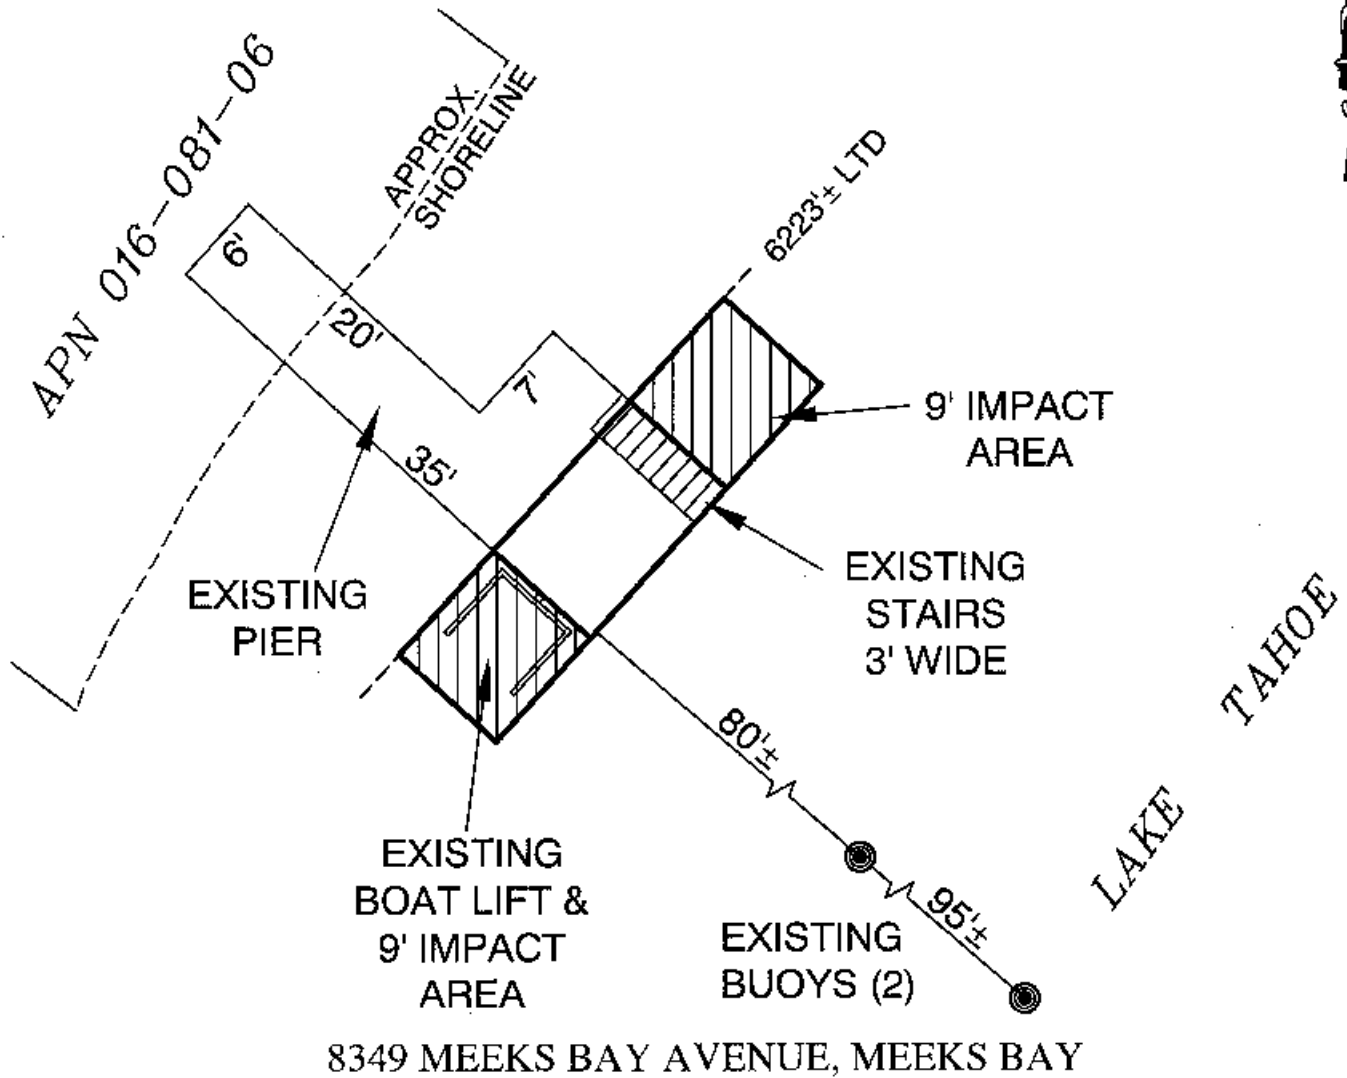 APN 016-081-06
APPROX.
SHORELINE
6223'± LTD
6'
20'
7'
35'
9' IMPACT
AREA
EXISTING
PIER
EXISTING
STAIRS
3' WIDE
LAKE TAHOE
80'±
95'±
EXISTING
BOAT LIFT &
9' IMPACT
AREA
EXISTING
BUOYS (2)
8349 MEEKS BAY AVENUE, MEEKS BAY